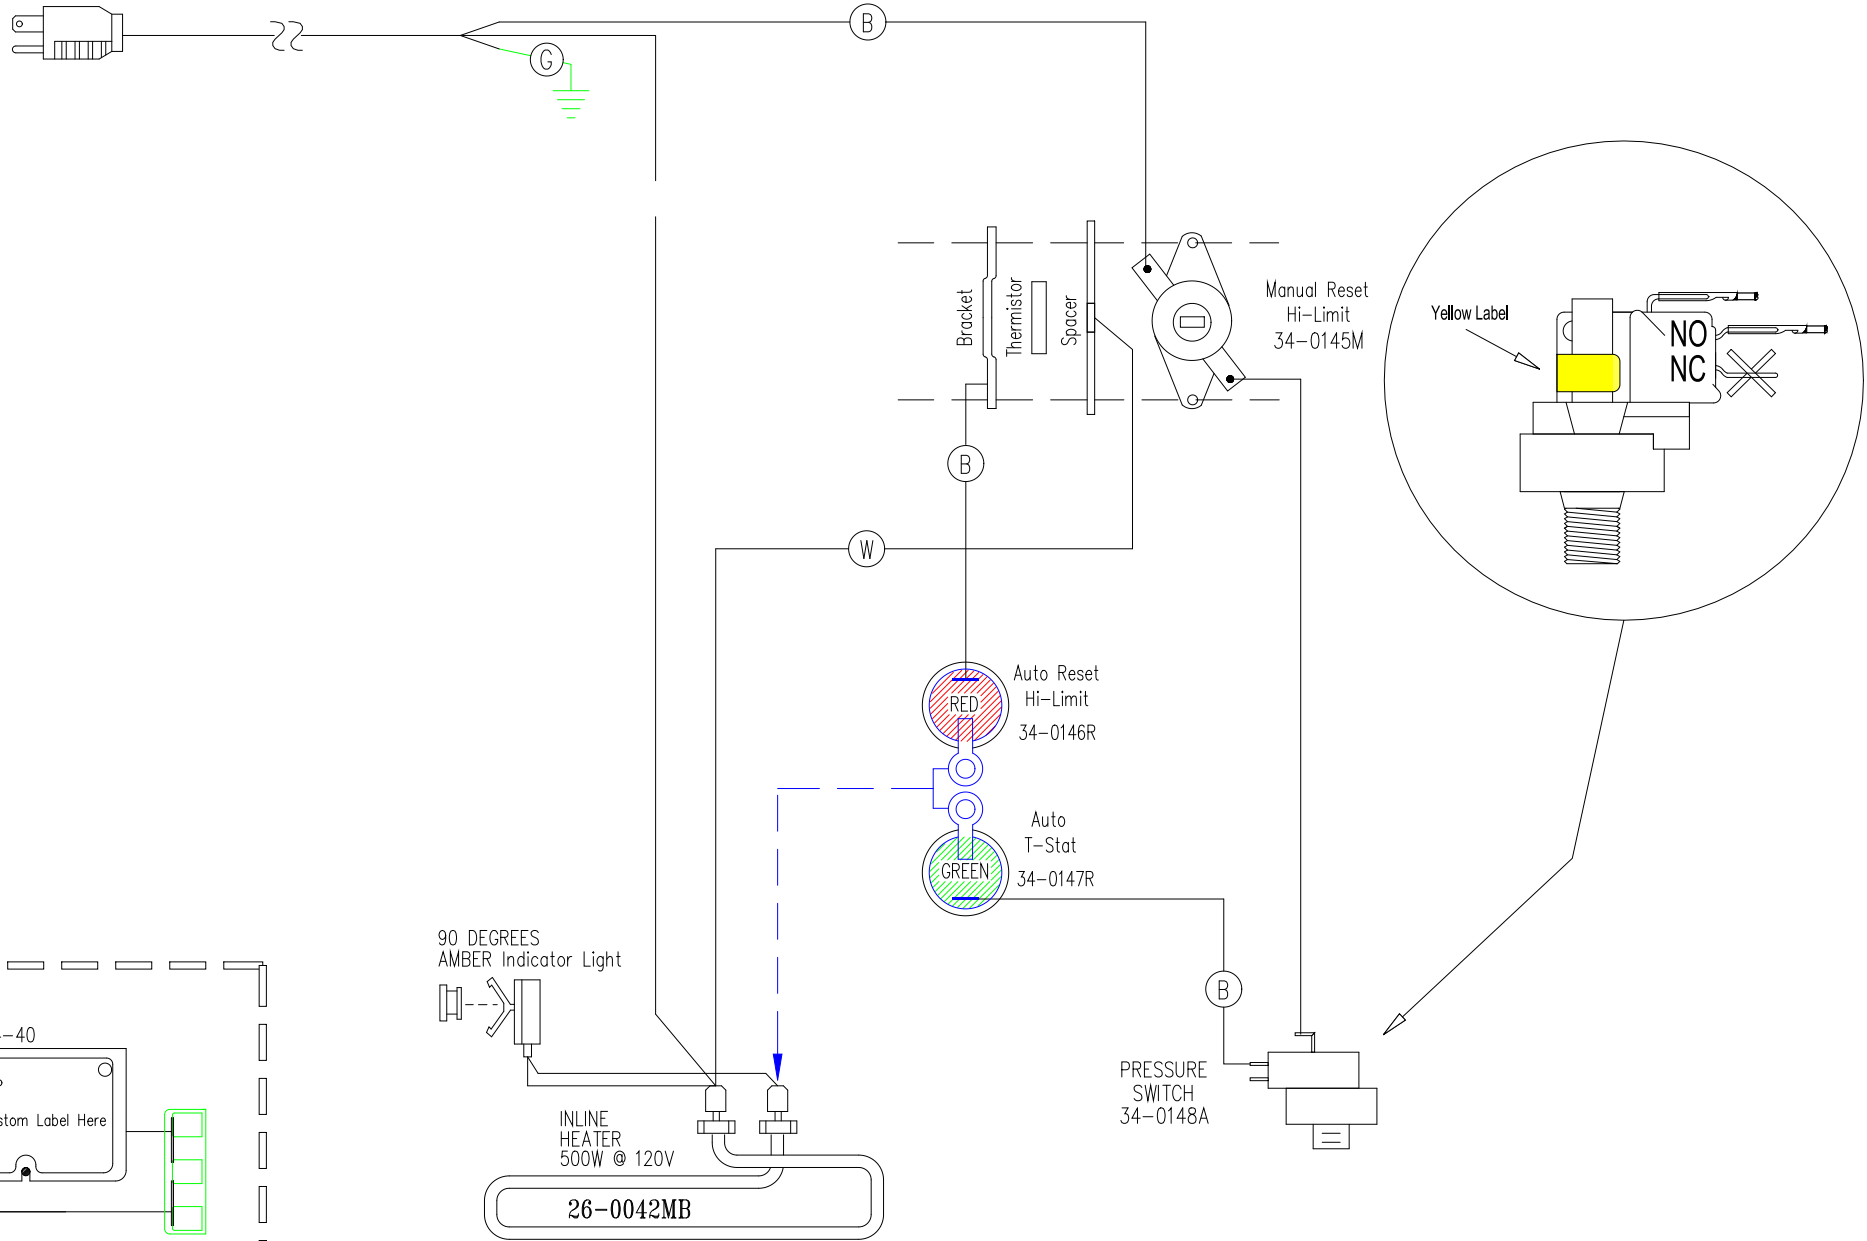 B
G
Bracket
Thermistor
Spacer
Manual Reset
Hi-Limit
34-0145M
Yellow Label
NO
NC
B
W
RED
Auto Reset
Hi-Limit
34-0146R
Auto
T-Stat
34-0147R
GREEN
90 DEGREES
AMBER Indicator Light
B
-40
Label Here
PRESSURE
SWITCH
34-0148A
INLINE
HEATER
500W @ 120V
26-0042MB